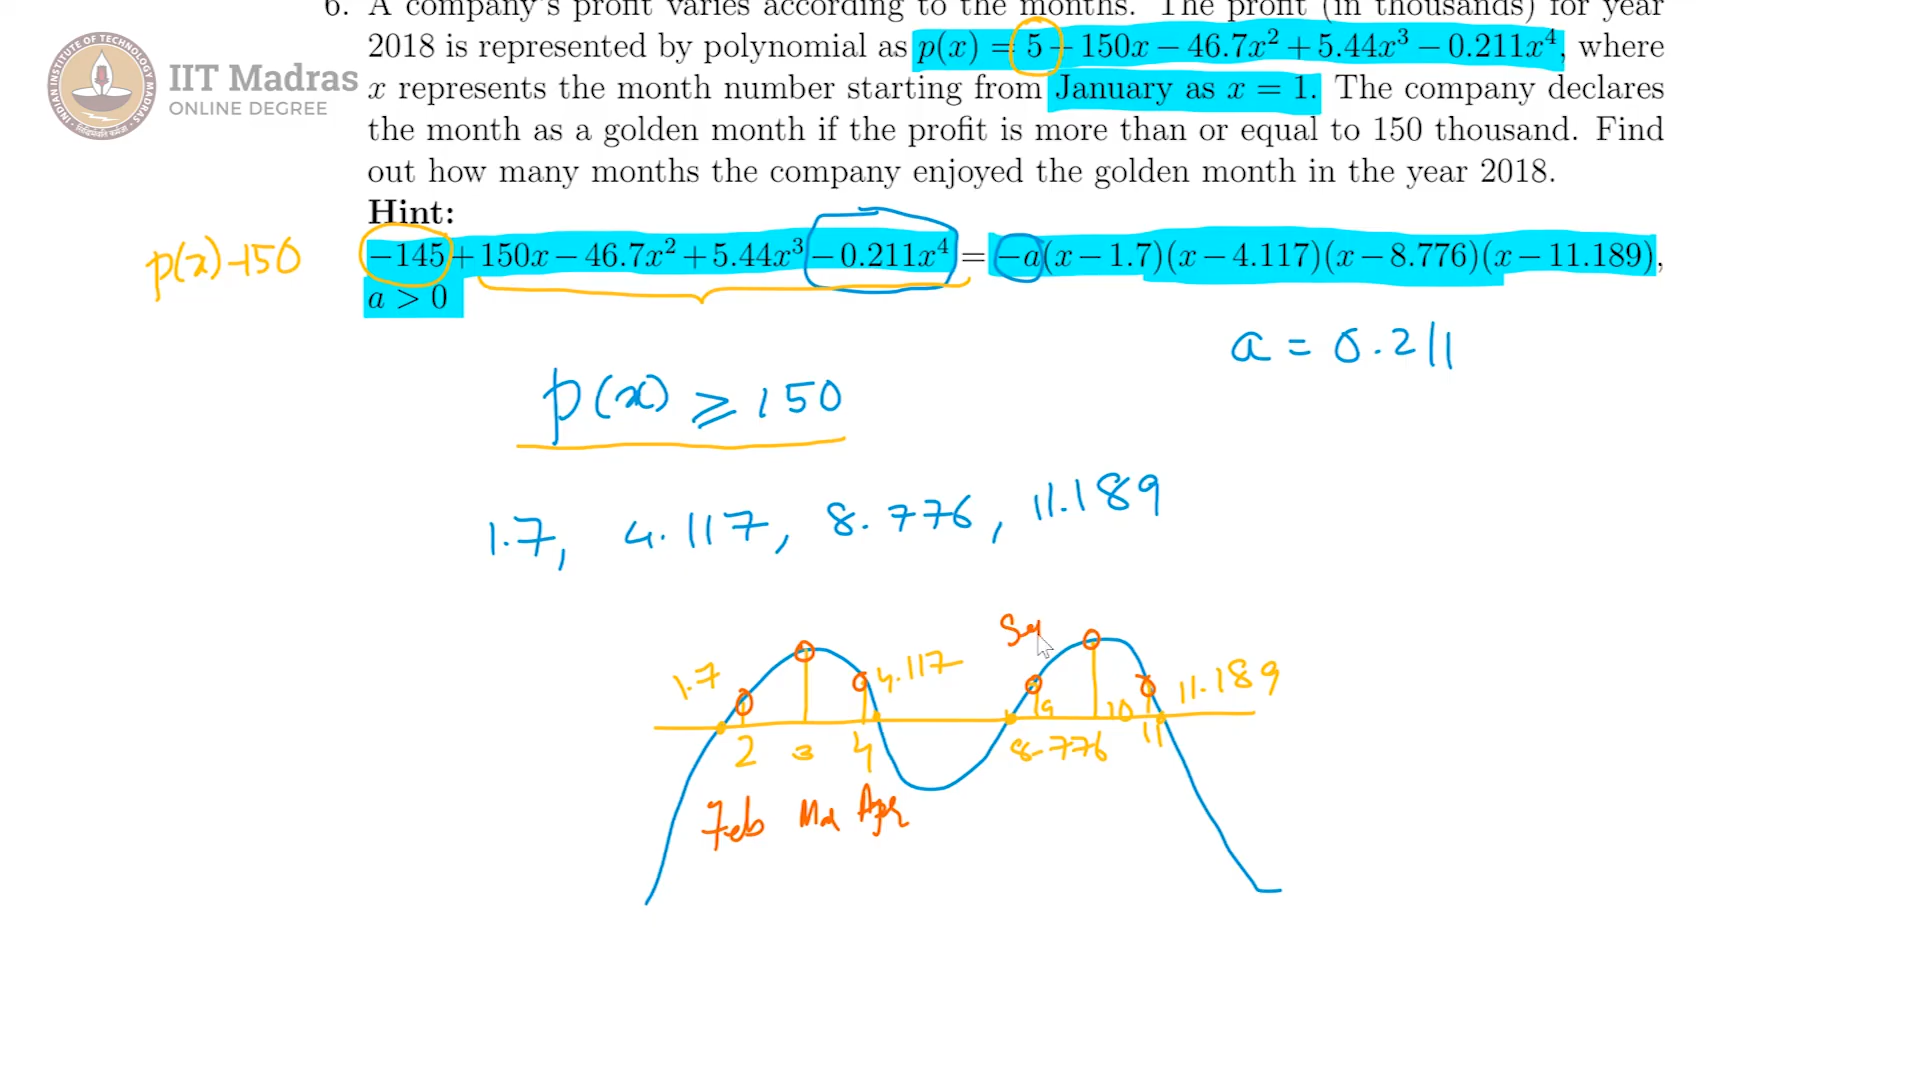 6. A company's profit varies according to the months. The profit (in thousands) for year
2018 is represented by polynomial as p(x) = 5 + 150x − 46.7x² + 5.44x³ − 0.211x⁴, where
x represents the month number starting from January as x = 1. The company declares
the month as a golden month if the profit is more than or equal to 150 thousand. Find
out how many months the company enjoyed the golden month in the year 2018.
Hint:
−145 + 150x − 46.7x² + 5.44x³ − 0.211x⁴ = −a(x − 1.7)(x − 4.117)(x − 8.776)(x − 11.189),
a > 0
IIT Madras
ONLINE DEGREE
INDIAN INSTITUTE OF TECHNOLOGY MADRAS
p(x)-150
a = 0.211
p(x) ⩾ 150
1.7, 4.117, 8.776, 11.189
1.7 4.117 11.189
2 3 4 8.776 9 10 11
Feb Apr